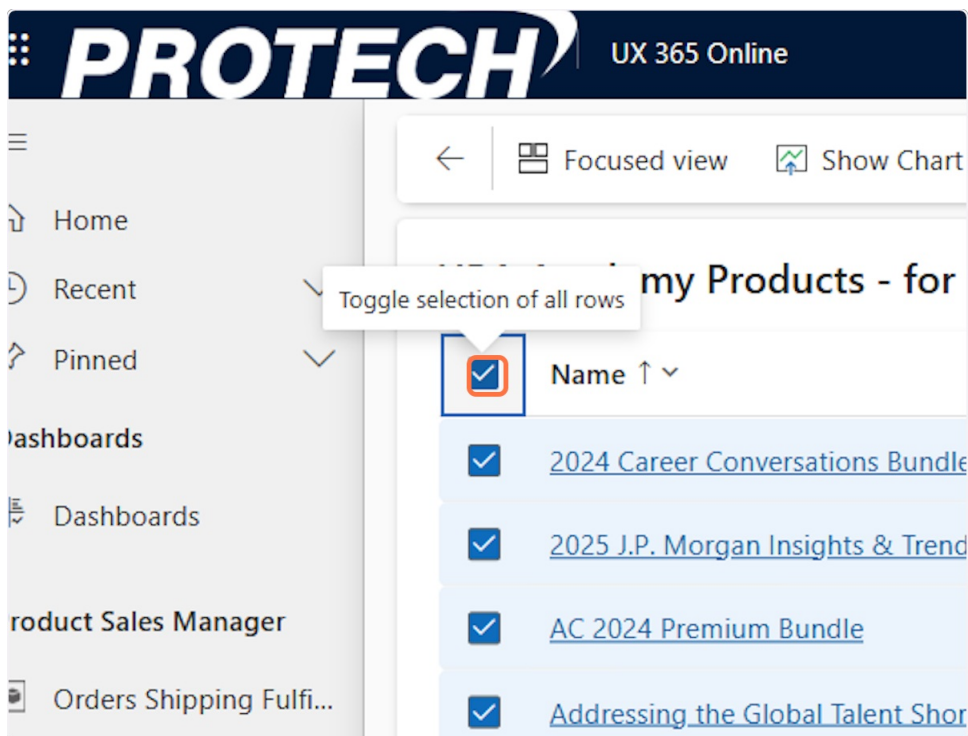 PROTECH UX 365 Online
Focused view Show Chart
Home
Recent
Pinned
my Products - for
Toggle selection of all rows
Name
Dashboards
2024 Career Conversations Bundle
Dashboards
2025 J.P. Morgan Insights & Trend
roduct Sales Manager
AC 2024 Premium Bundle
Orders Shipping Fulfi...
Addressing the Global Talent Shor